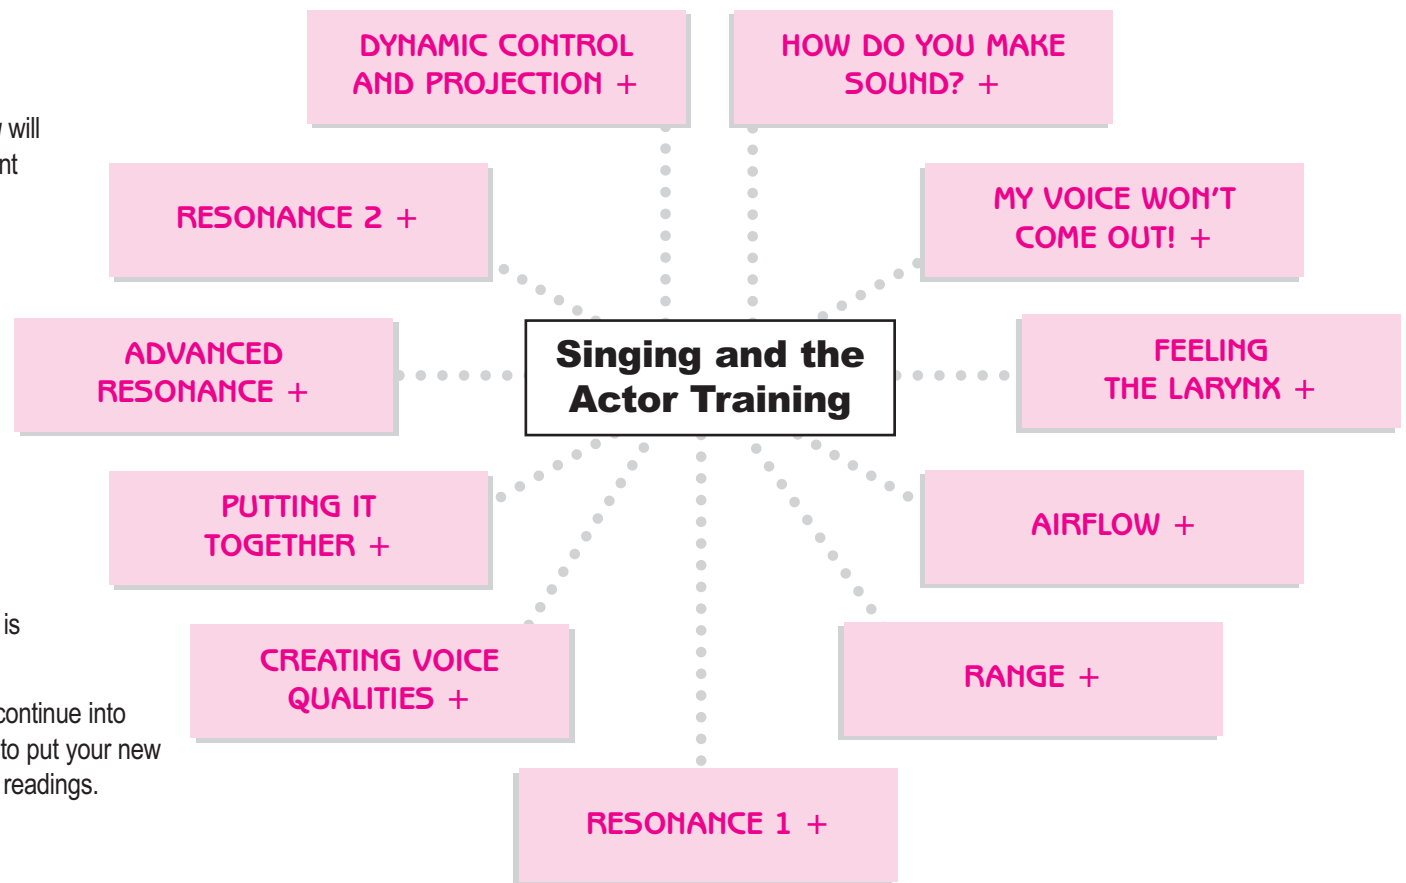 DYNAMIC CONTROL
AND PROJECTION +
HOW DO YOU MAKE
SOUND? +
will
RESONANCE 2 +
MY VOICE WON'T
COME OUT! +
ADVANCED
RESONANCE +
Singing and the
Actor Training
FEELING
THE LARYNX +
PUTTING IT
TOGETHER +
AIRFLOW +
is
continue into
to put your new
readings.
CREATING VOICE
QUALITIES +
RANGE +
RESONANCE 1 +